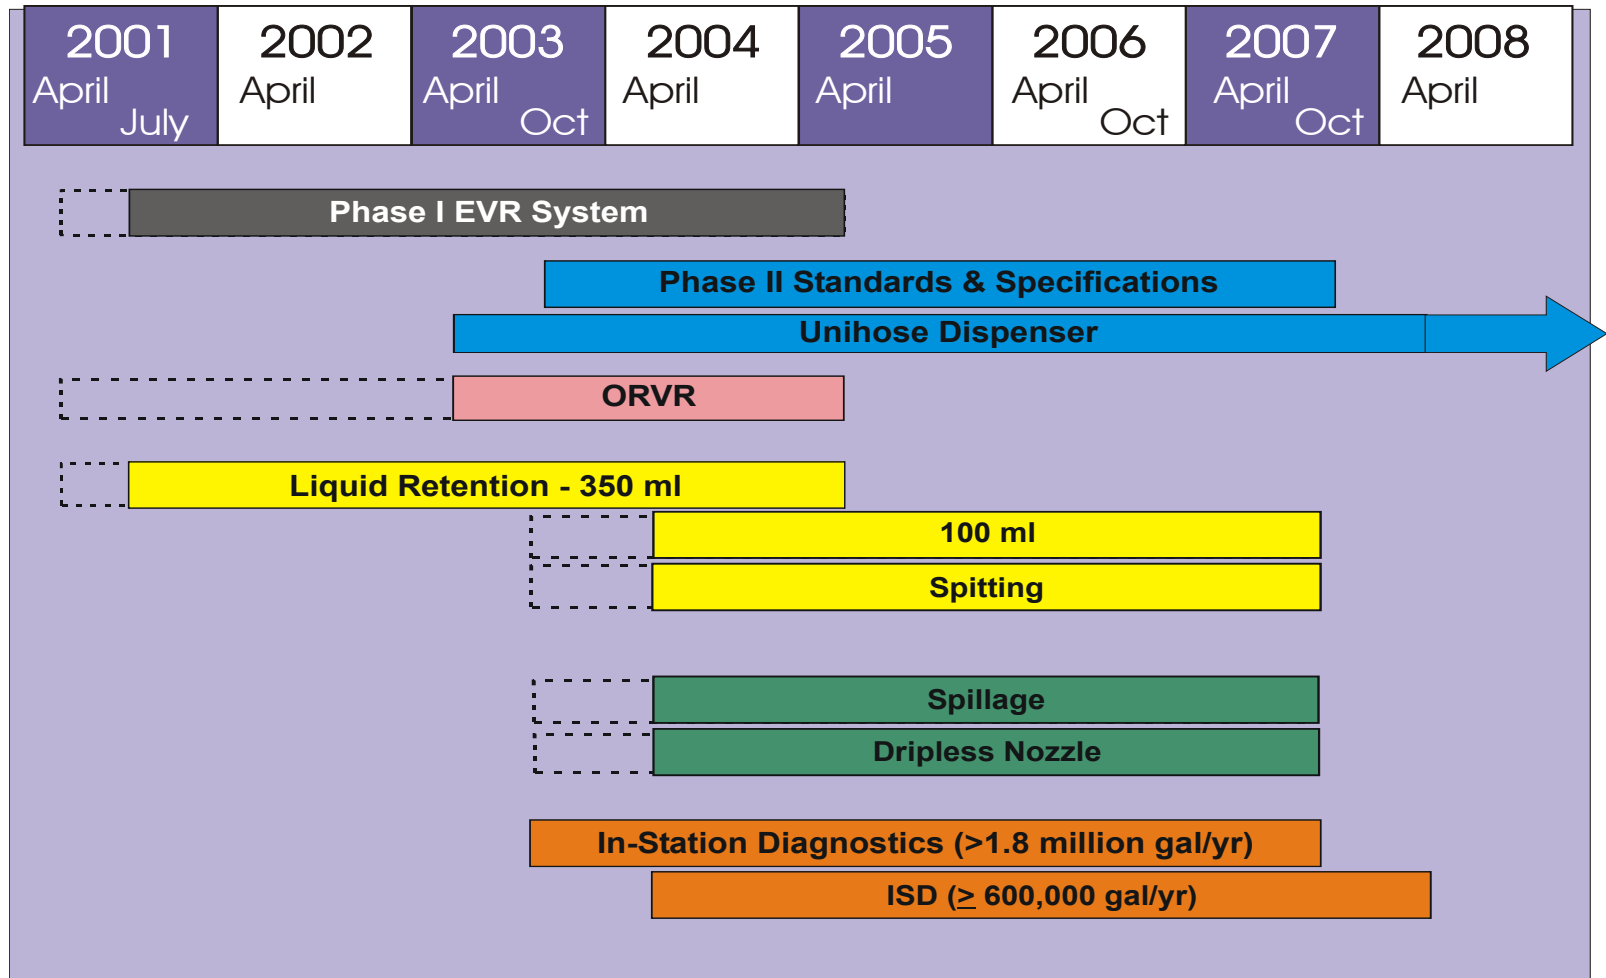 2001 2002 2003 2004 2005 2006 2007 2008
April April April April April April April April
July Oct Oct Oct
Phase I EVR System
Phase II Standards & Specifications
Unihose Dispenser
ORVR
Liquid Retention - 350 ml
100 ml
Spitting
Spillage
Dripless Nozzle
In-Station Diagnostics (>1.8 million gal/yr)
ISD (≥ 600,000 gal/yr)